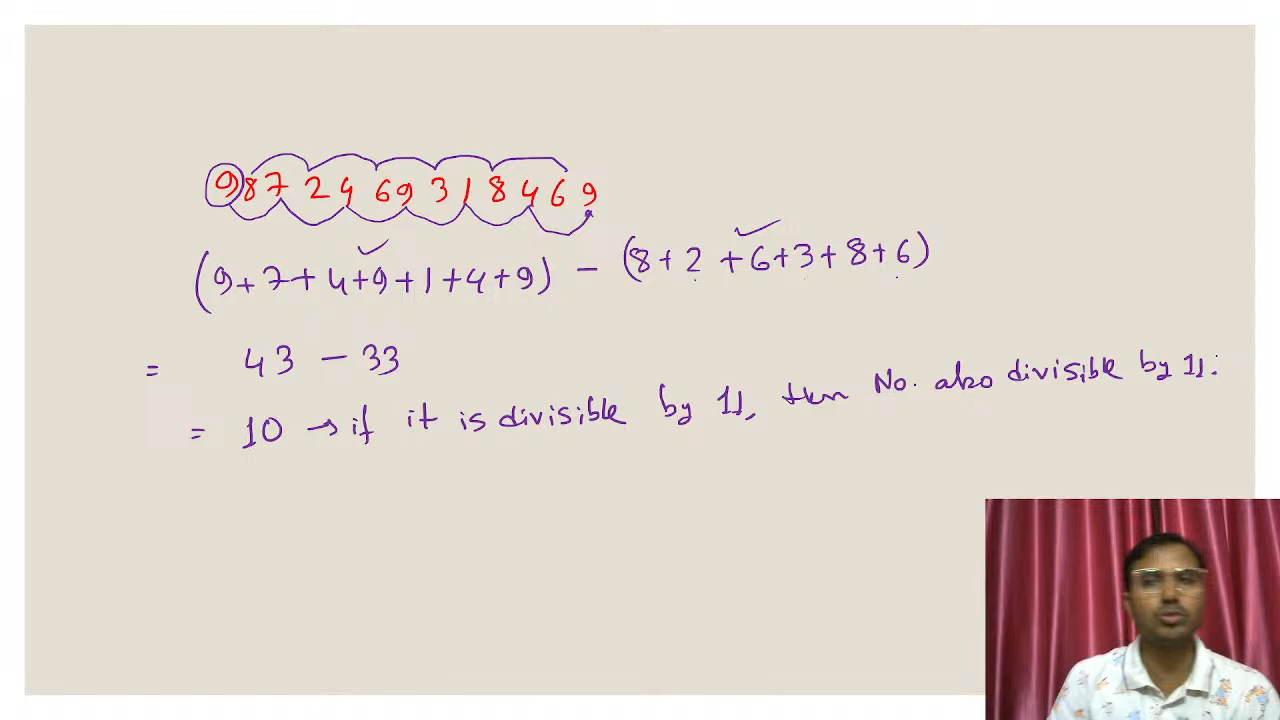 9872469318469
(9+7+4+9+1+4+9) - (8+2+6+3+8+6)
= 43 - 33
= 10 → if it is divisible by 11, then No. also divisible by 11.